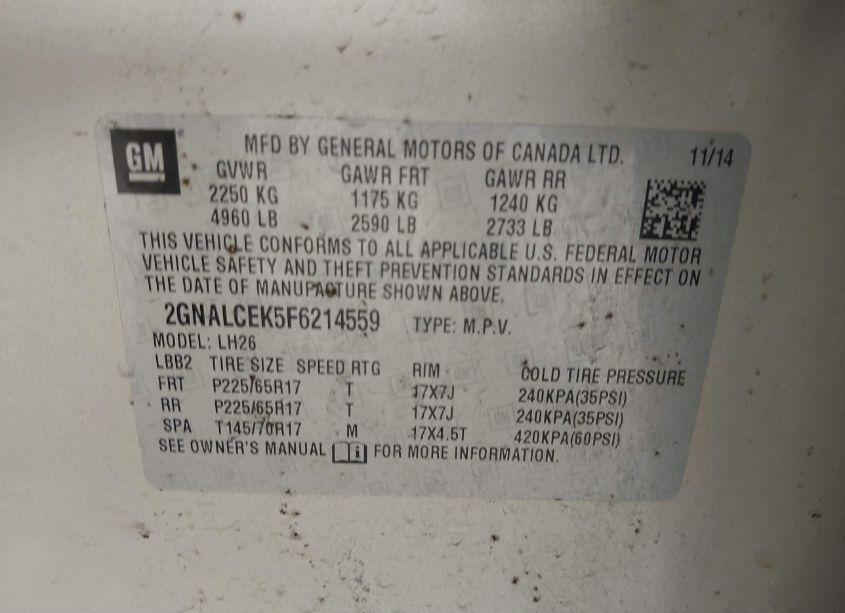 GM
MFD BY GENERAL MOTORS OF CANADA LTD. 11/14
GVWR GAWR FRT GAWR RR
2250 KG 1175 KG 1240 KG
4960 LB 2590 LB 2733 LB
THIS VEHICLE CONFORMS TO ALL APPLICABLE U.S. FEDERAL MOTOR
VEHICLE SAFETY AND THEFT PREVENTION STANDARDS IN EFFECT ON
THE DATE OF MANUFACTURE SHOWN ABOVE.
2GNALCEK5F6214559 TYPE: M.P.V.
MODEL: LH26
LBB2 TIRE SIZE SPEED RTG RIM COLD TIRE PRESSURE
FRT P225/65R17 T 17X7J 240KPA(35PSI)
RR P225/65R17 T 17X7J 240KPA(35PSI)
SPA T145/70R17 M 17X4.5T 420KPA(60PSI)
SEE OWNER'S MANUAL i FOR MORE INFORMATION.